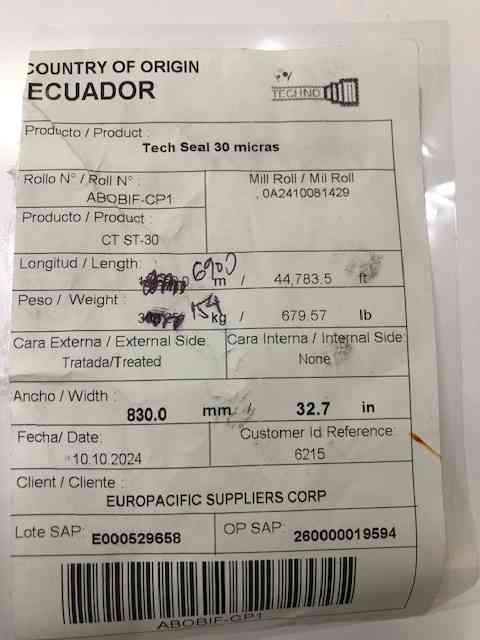 COUNTRY OF ORIGIN
ECUADOR
TECHNO
Producto / Product :
Tech Seal 30 micras
Rollo N° / Roll N° :
ABOBIF-CP1
Mill Roll / Mil Roll
0A2410081429
Producto / Product :
CT ST-30
Longitud / Length:
6900
m / 44,783.5 ft
Peso / Weight :
154
kg / 679.57 lb
Cara Externa / External Side:
Tratada/Treated
Cara Interna / Internal Side:
None
Ancho / Width :
830.0 mm / 32.7 in
Fecha/ Date:
10.10.2024
Customer Id Reference:
6215
Client / Cliente :
EUROPACIFIC SUPPLIERS CORP
Lote SAP: E000529658
OP SAP: 260000019594
ABOBIF-CP1